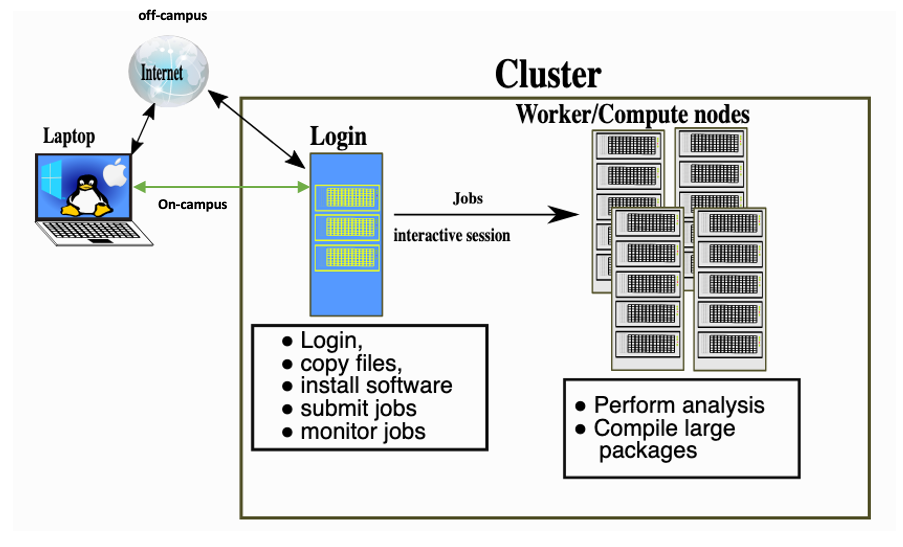 off-campus
Internet
Cluster
Worker/Compute nodes
Laptop
Login
On-campus
Jobs
interactive session
● Login,
● copy files,
● install software
● submit jobs
● monitor jobs
● Perform analysis
● Compile large
packages